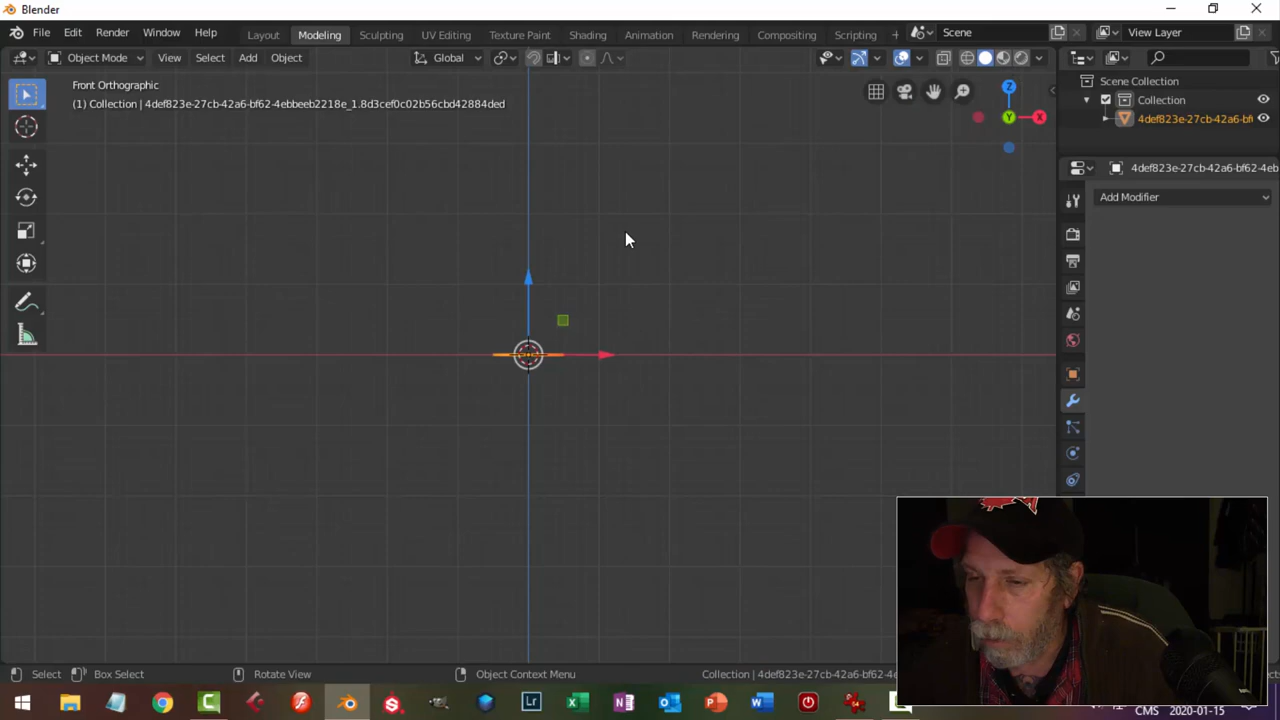 Blender
File Edit Render Window Help
Layout Modeling Sculpting UV Editing Texture Paint Shading Animation Rendering Compositing Scripting + Scene View Layer
Object Mode View Select Add Object Global
Front Orthographic
(1) Collection | 4def823e-27cb-42a6-bf62-4ebbeeb2218e_1.8d3cef0c02b56cbd42884ded
Z
Y
X
Scene Collection
Collection
4def823e-27cb-42a6-bf
4def823e-27cb-42a6-bf62-4eb
Add Modifier
Select Box Select Rotate View Object Context Menu Collection | 4def823e-27cb-42a6-bf62-4
Lr
CMS 2020-01-15